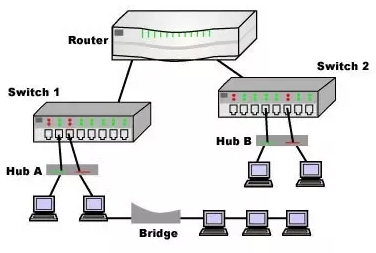 Router
Switch 2
Switch 1
Hub B
Hub A
Bridge